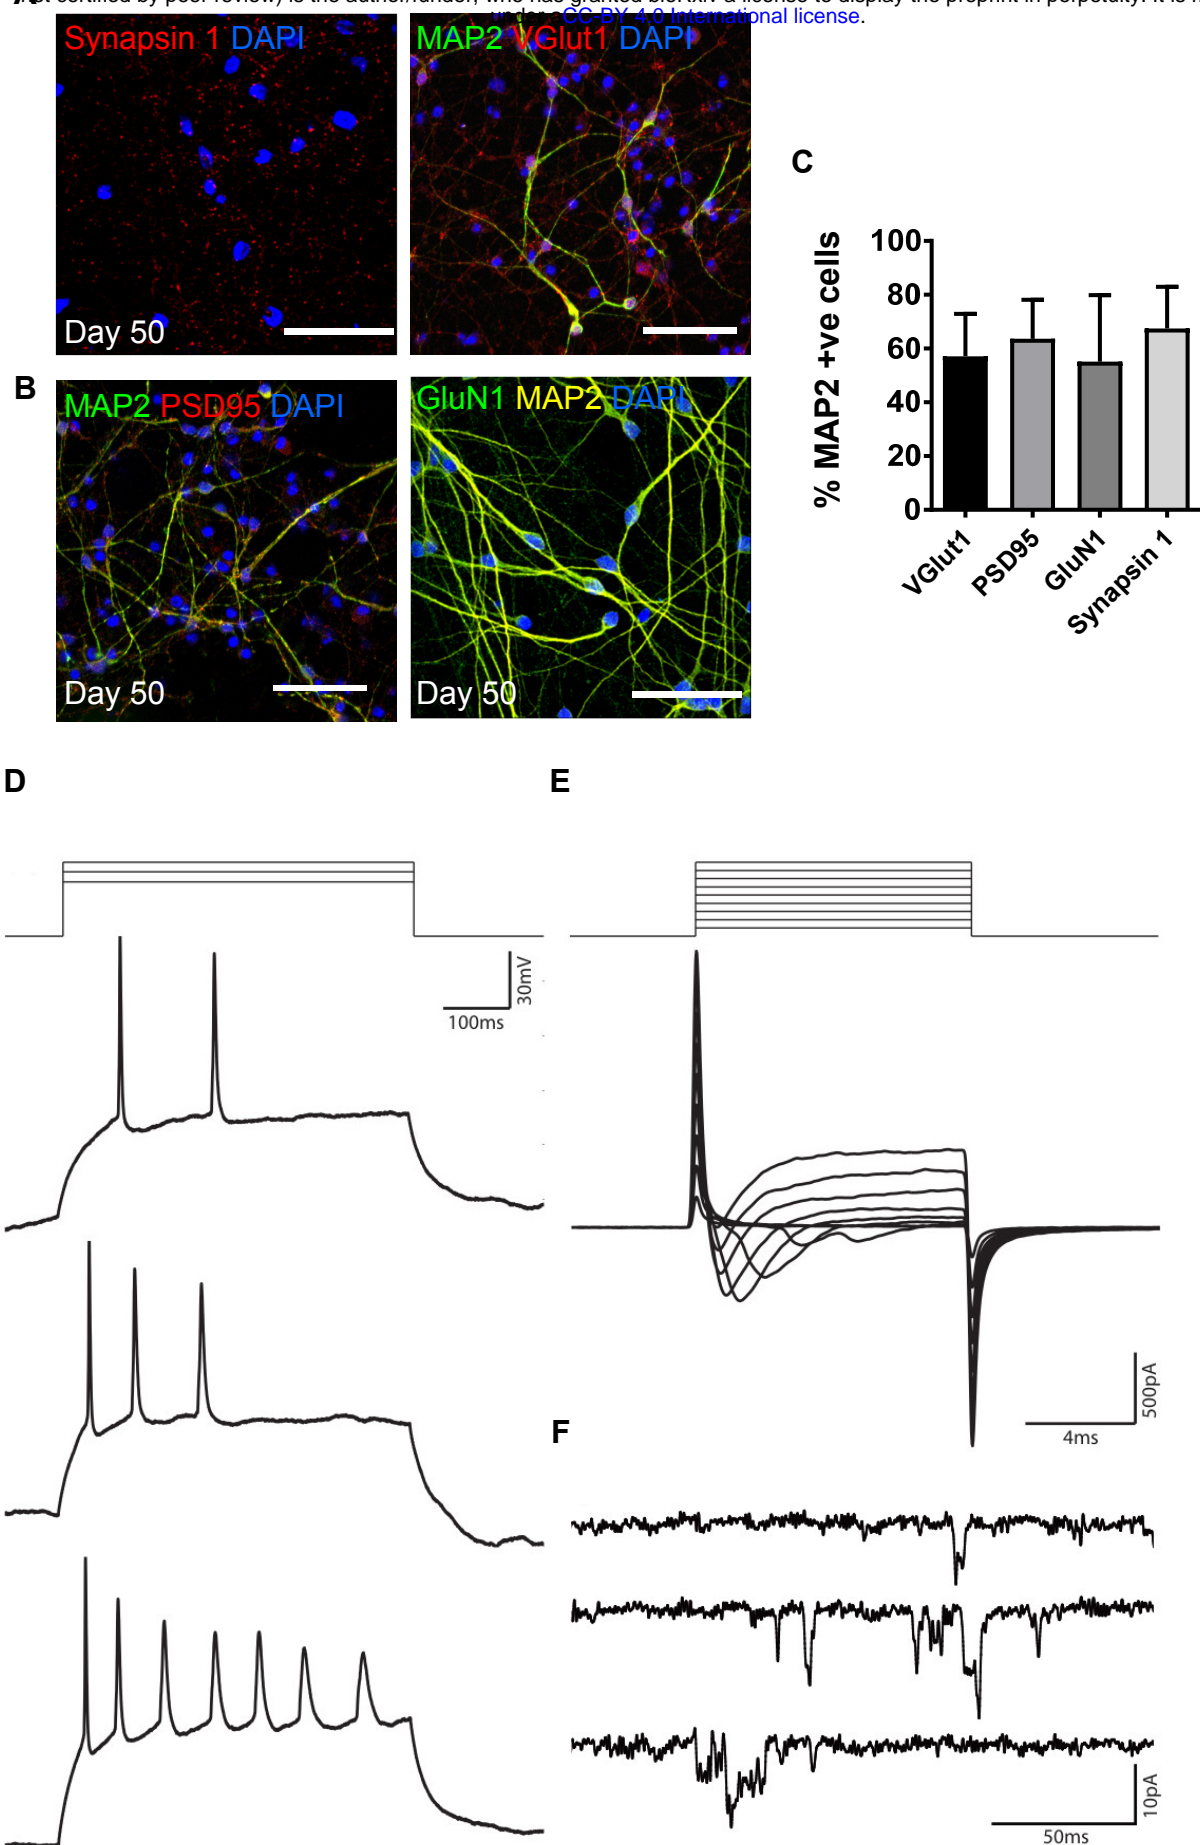 under aCC-BY 4.0 International license.
Synapsin 1 DAPI
MAP2 VGlut1 DAPI
Day 50
B
MAP2 PSD95 DAPI
GluN1 MAP2 DAPI
Day 50
Day 50
C
% MAP2 +ve cells
100
80
60
40
20
0
VGlut1
PSD95
GluN1
Synapsin 1
D
30mV
100ms
E
500pA
4ms
F
10pA
50ms